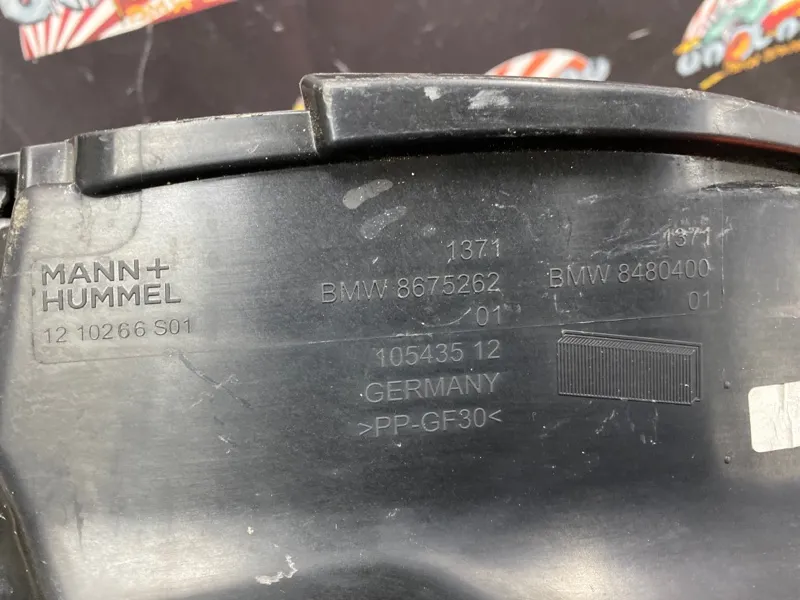 MANN+
HUMMEL
12 10266 S01
1371
BMW 8675262
01
1371
BMW 8480400
01
105435 12
GERMANY
>PP-GF30<